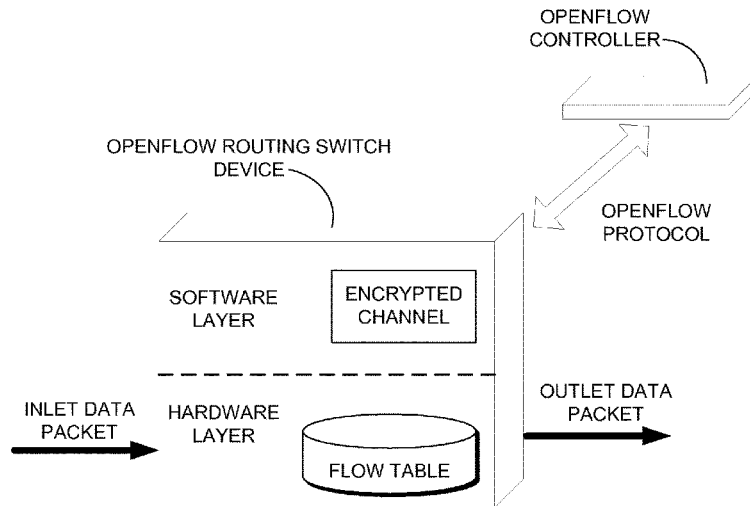 OPENFLOW
CONTROLLER
OPENFLOW ROUTING SWITCH
DEVICE
OPENFLOW
PROTOCOL
SOFTWARE
LAYER
ENCRYPTED
CHANNEL
INLET DATA
PACKET
HARDWARE
LAYER
FLOW TABLE
OUTLET DATA
PACKET